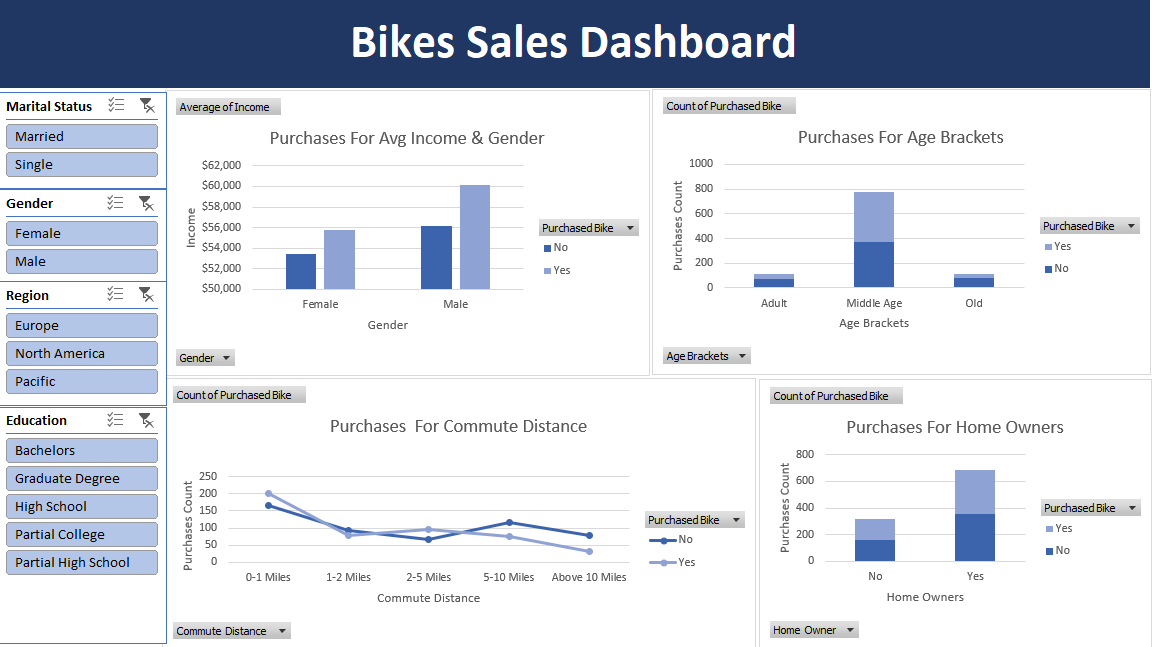 Bikes Sales Dashboard
Marital Status
Married
Single
Gender
Female
Male
Region
Europe
North America
Pacific
Education
Bachelors
Graduate Degree
High School
Partial College
Partial High School
Average of Income
Purchases For Avg Income & Gender
$62,000
$60,000
$58,000
$56,000
$54,000
$52,000
$50,000
Income
Female
Male
Gender
Purchased Bike
No
Yes
Gender
Count of Purchased Bike
Purchases For Age Brackets
1000
800
600
400
200
0
Purchases Count
Adult
Middle Age
Old
Age Brackets
Purchased Bike
Yes
No
Age Brackets
Count of Purchased Bike
Purchases For Commute Distance
250
200
150
100
50
0
Purchases Count
0-1 Miles
1-2 Miles
2-5 Miles
5-10 Miles
Above 10 Miles
Commute Distance
Purchased Bike
No
Yes
Commute Distance
Count of Purchased Bike
Purchases For Home Owners
800
600
400
200
0
Purchases Count
No
Yes
Home Owners
Purchased Bike
Yes
No
Home Owner